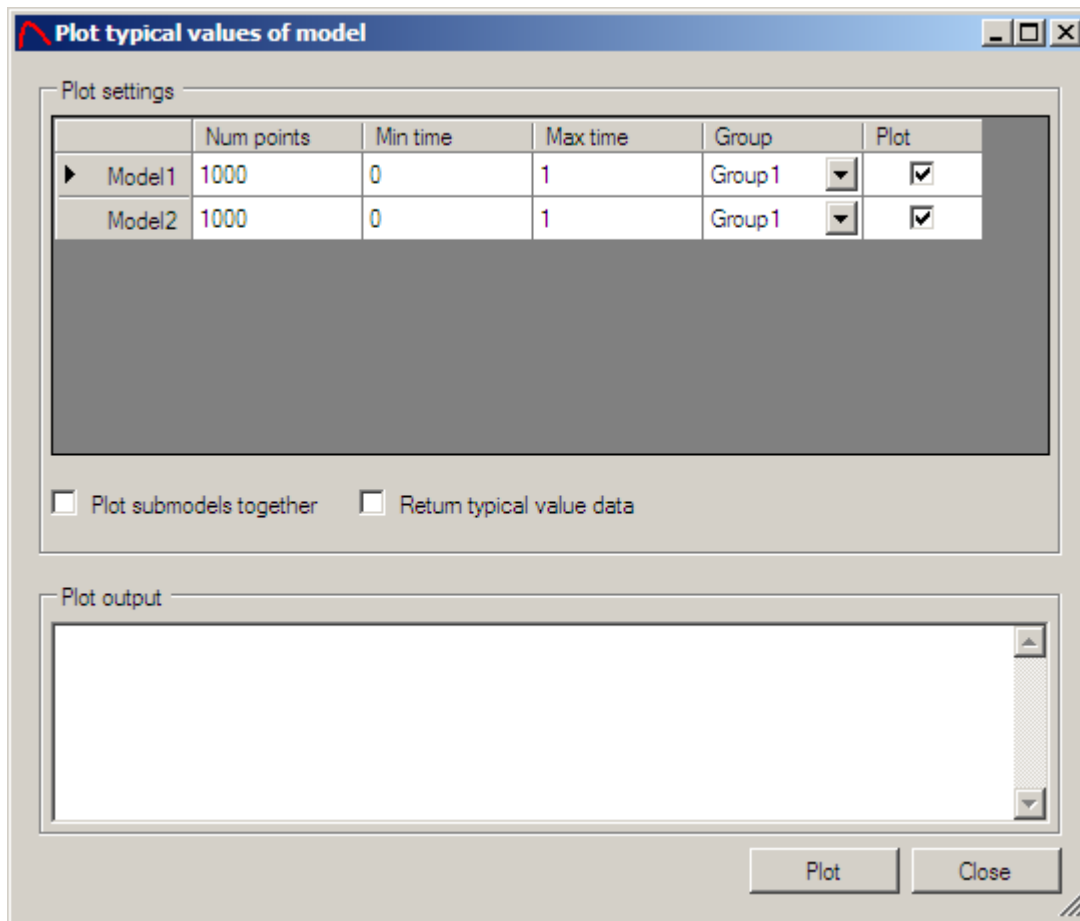 Plot typical values of model
Plot settings
Num points Min time Max time Group Plot
Model1 1000 0 1 Group1
Model2 1000 0 1 Group1
Plot submodels together Return typical value data
Plot output
Plot Close